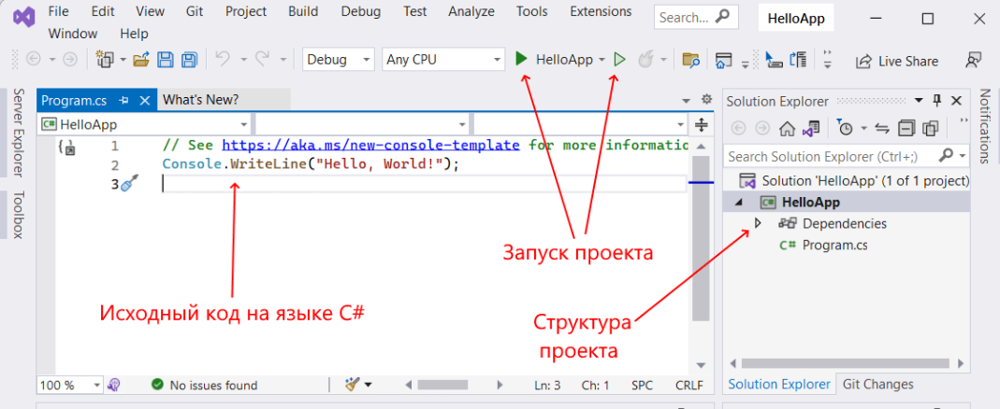 File Edit View Git Project Build Debug Test Analyze Tools Extensions Search... HelloApp
Window Help
Debug Any CPU HelloApp Live Share
Server Explorer
Toolbox
Program.cs What's New?
C# HelloApp
1 // See https://aka.ms/new-console-template for more informatio
2 Console.WriteLine("Hello, World!");
3
Запуск проекта
Исходный код на языке C#
Структура
проекта
100 % No issues found Ln: 3 Ch: 1 SPC CRLF
Solution Explorer
Search Solution Explorer (Ctrl+;)
Solution 'HelloApp' (1 of 1 project)
C# HelloApp
Dependencies
C# Program.cs
Solution Explorer Git Changes
Notifications